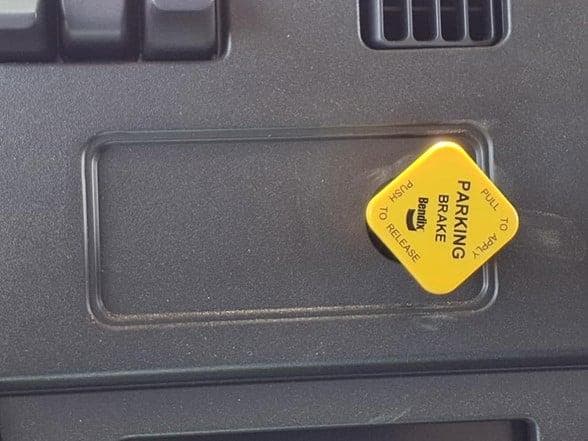 PULL TO APPLY
PARKING
BRAKE
Bendix
PUSH TO RELEASE